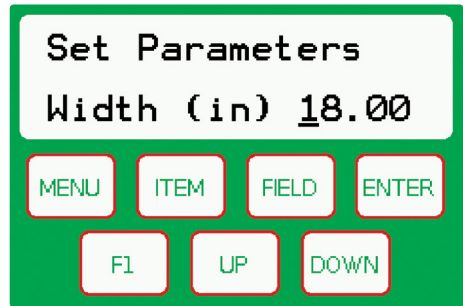 Set Parameters
Width (in) 18.00
MENU ITEM FIELD ENTER
F1 UP DOWN